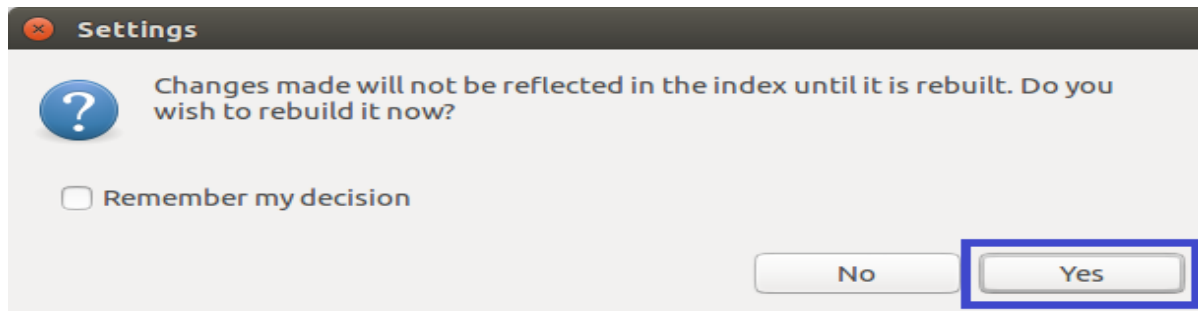 Settings
Changes made will not be reflected in the index until it is rebuilt. Do you
wish to rebuild it now?
Remember my decision
No
Yes